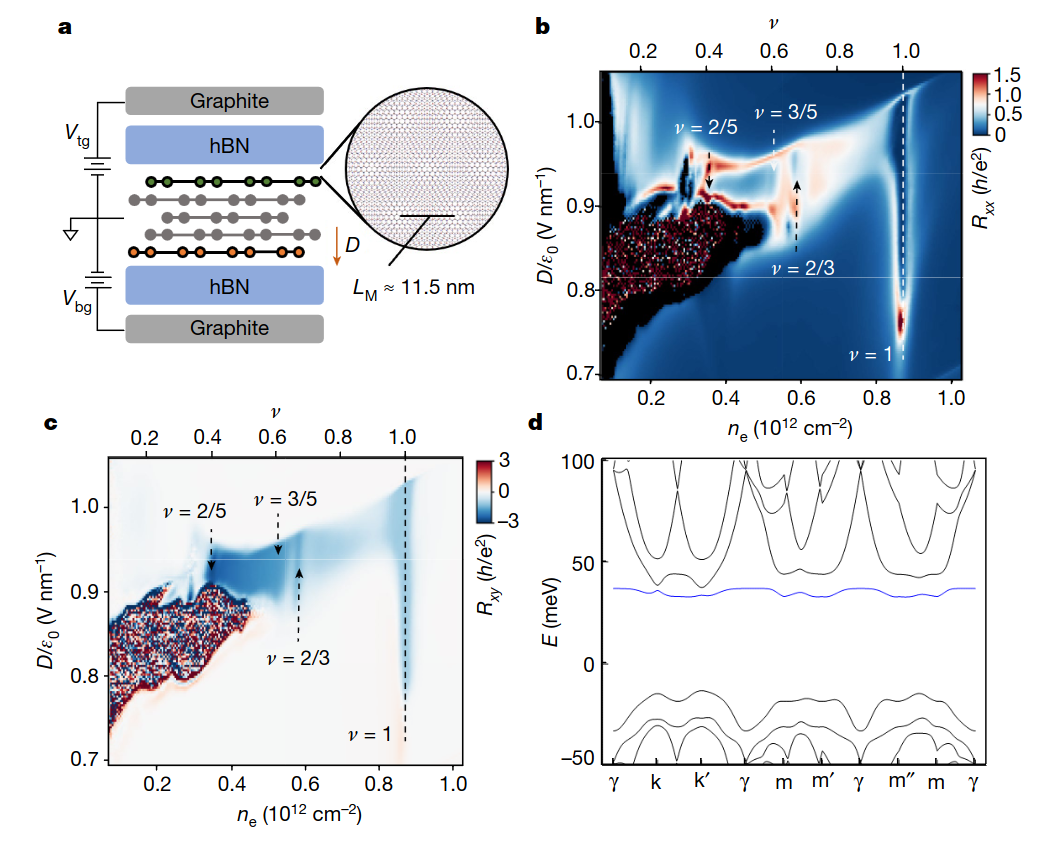 a
Graphite
hBN
V_tg
D
hBN
V_bg
Graphite
L_M ≈ 11.5 nm
b
ν
0.2 0.4 0.6 0.8 1.0
ν = 2/5
ν = 3/5
ν = 2/3
ν = 1
1.0
0.9
0.8
0.7
D/ε_0 (V nm⁻¹)
0.2 0.4 0.6 0.8 1.0
n_e (10¹² cm⁻²)
1.5
1.0
0.5
0
R_xx (h/e²)
c
ν
0.2 0.4 0.6 0.8 1.0
ν = 2/5
ν = 3/5
ν = 2/3
ν = 1
1.0
0.9
0.8
0.7
D/ε_0 (V nm⁻¹)
0.2 0.4 0.6 0.8 1.0
n_e (10¹² cm⁻²)
3
0
−3
R_xy (h/e²)
d
100
50
0
−50
E (meV)
γ k k′ γ m m′ γ m″ m γ